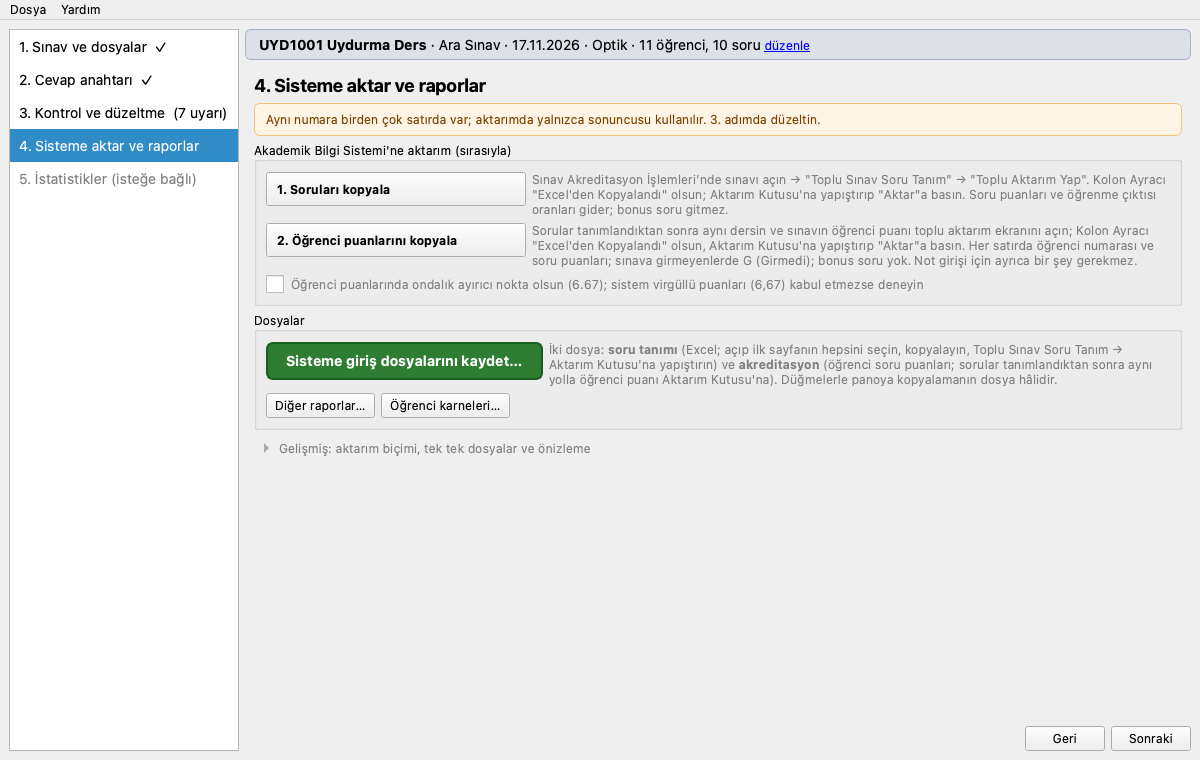 Dosya Yardım
1. Sınav ve dosyalar ✓
2. Cevap anahtarı ✓
3. Kontrol ve düzeltme (7 uyarı)
4. Sisteme aktar ve raporlar
5. İstatistikler (isteğe bağlı)
UYD1001 Uydurma Ders · Ara Sınav · 17.11.2026 · Optik · 11 öğrenci, 10 soru düzenle
4. Sisteme aktar ve raporlar
Aynı numara birden çok satırda var; aktarımda yalnızca sonuncusu kullanılır. 3. adımda düzeltin.
Akademik Bilgi Sistemi'ne aktarım (sırasıyla)
1. Soruları kopyala
Sınav Akreditasyon İşlemleri'nde sınavı açın → "Toplu Sınav Soru Tanım" → "Toplu Aktarım Yap". Kolon Ayracı
"Excel'den Kopyalandı" olsun; Aktarım Kutusu'na yapıştırıp "Aktar"a basın. Soru puanları ve öğrenme çıktısı
oranları gider; bonus soru gitmez.
2. Öğrenci puanlarını kopyala
Sorular tanımlandıktan sonra aynı dersin ve sınavın öğrenci puanı toplu aktarım ekranını açın; Kolon Ayracı
"Excel'den Kopyalandı" olsun, Aktarım Kutusu'na yapıştırıp "Aktar"a basın. Her satırda öğrenci numarası ve
soru puanları; sınava girmeyenlerde G (Girmedi); bonus soru yok. Not girişi için ayrıca bir şey gerekmez.
Öğrenci puanlarında ondalık ayırıcı nokta olsun (6.67); sistem virgüllü puanları (6,67) kabul etmezse deneyin
Dosyalar
Sisteme giriş dosyalarını kaydet...
İki dosya: soru tanımı (Excel; açıp ilk sayfanın hepsini seçin, kopyalayın, Toplu Sınav Soru Tanım →
Aktarım Kutusu'na yapıştırın) ve akreditasyon (öğrenci soru puanları; sorular tanımlandıktan sonra aynı
yolla öğrenci puanı Aktarım Kutusu'na). Düğmelerle panoya kopyalamanın dosya hâlidir.
Diğer raporlar... Öğrenci karneleri...
Gelişmiş: aktarım biçimi, tek tek dosyalar ve önizleme
Geri Sonraki